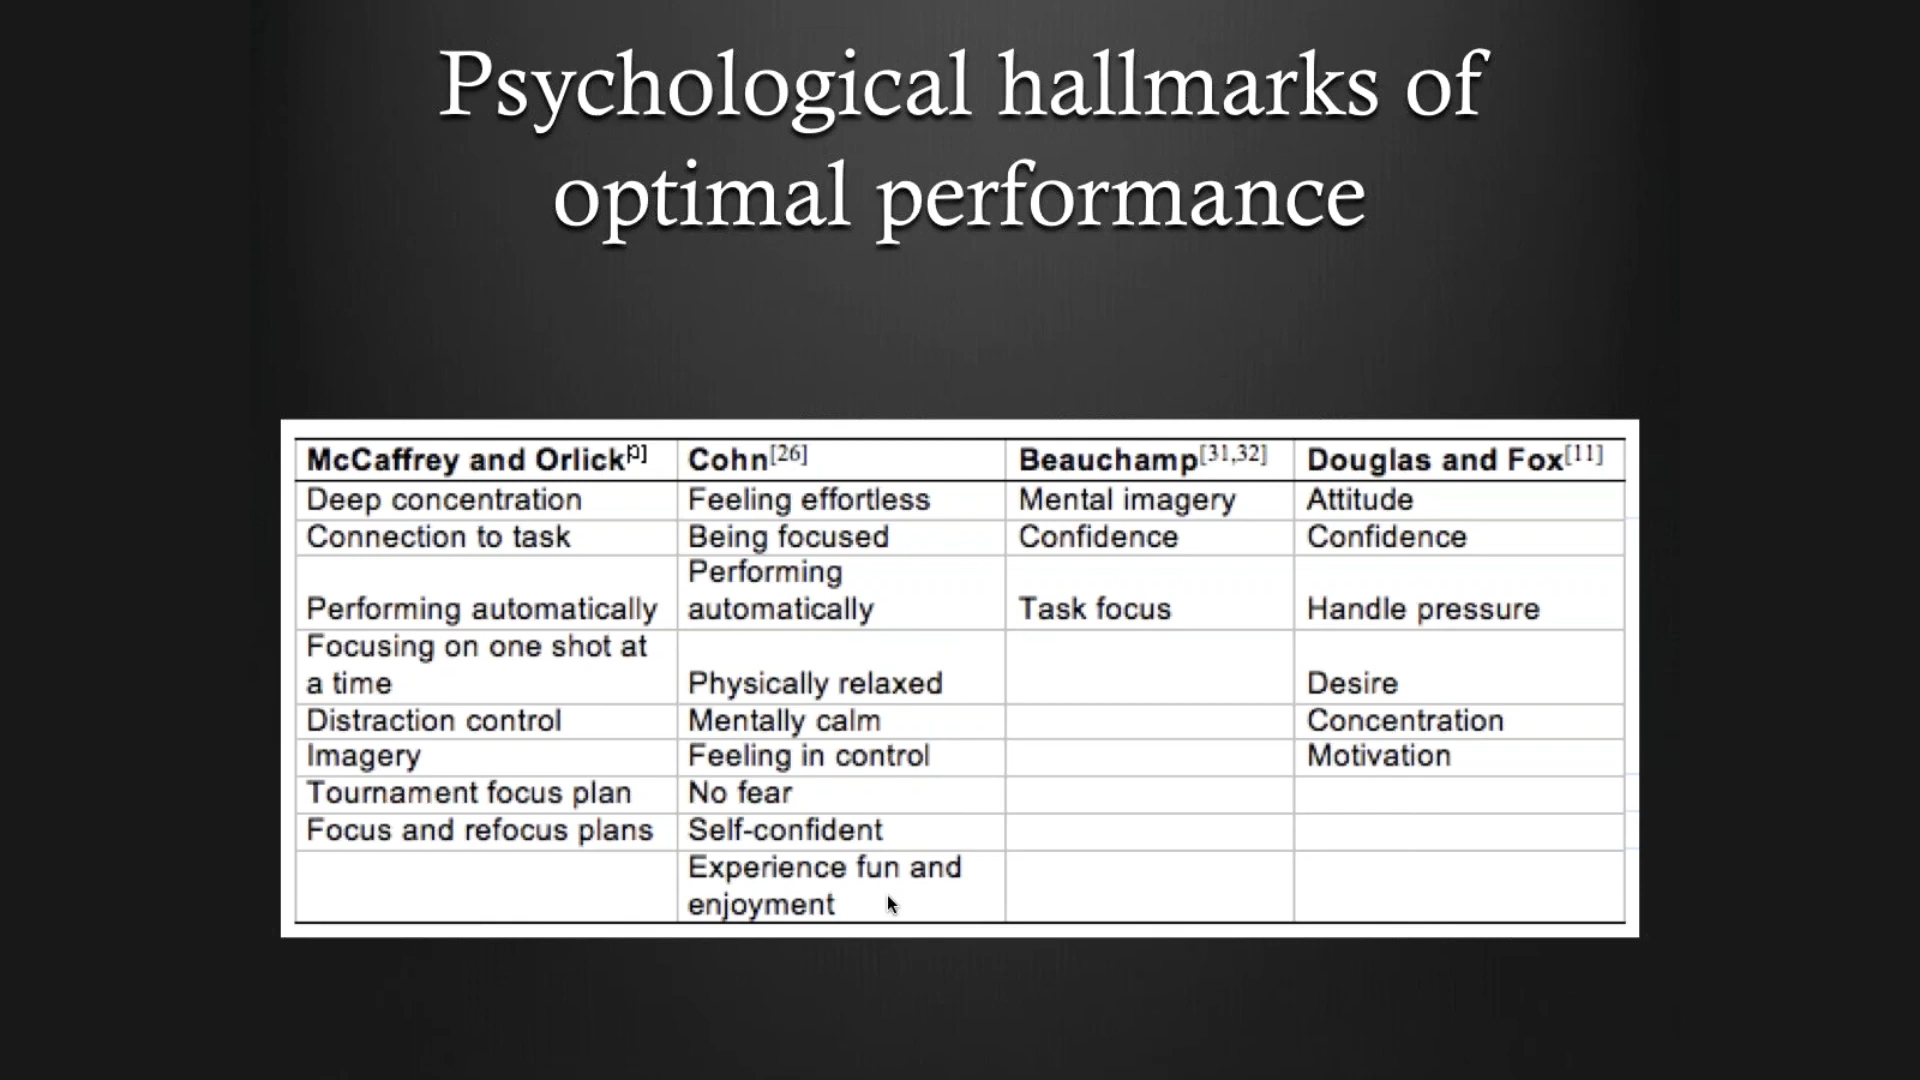 Psychological hallmarks of
optimal performance
McCaffrey and Orlick Cohn[26] Beauchamp[31,32] Douglas and Fox[11]
Deep concentration Feeling effortless Mental imagery Attitude
Connection to task Being focused Confidence Confidence
Performing
Performing automatically automatically Task focus Handle pressure
Focusing on one shot at
a time Physically relaxed Desire
Distraction control Mentally calm Concentration
Imagery Feeling in control Motivation
Tournament focus plan No fear
Focus and refocus plans Self-confident
Experience fun and
enjoyment